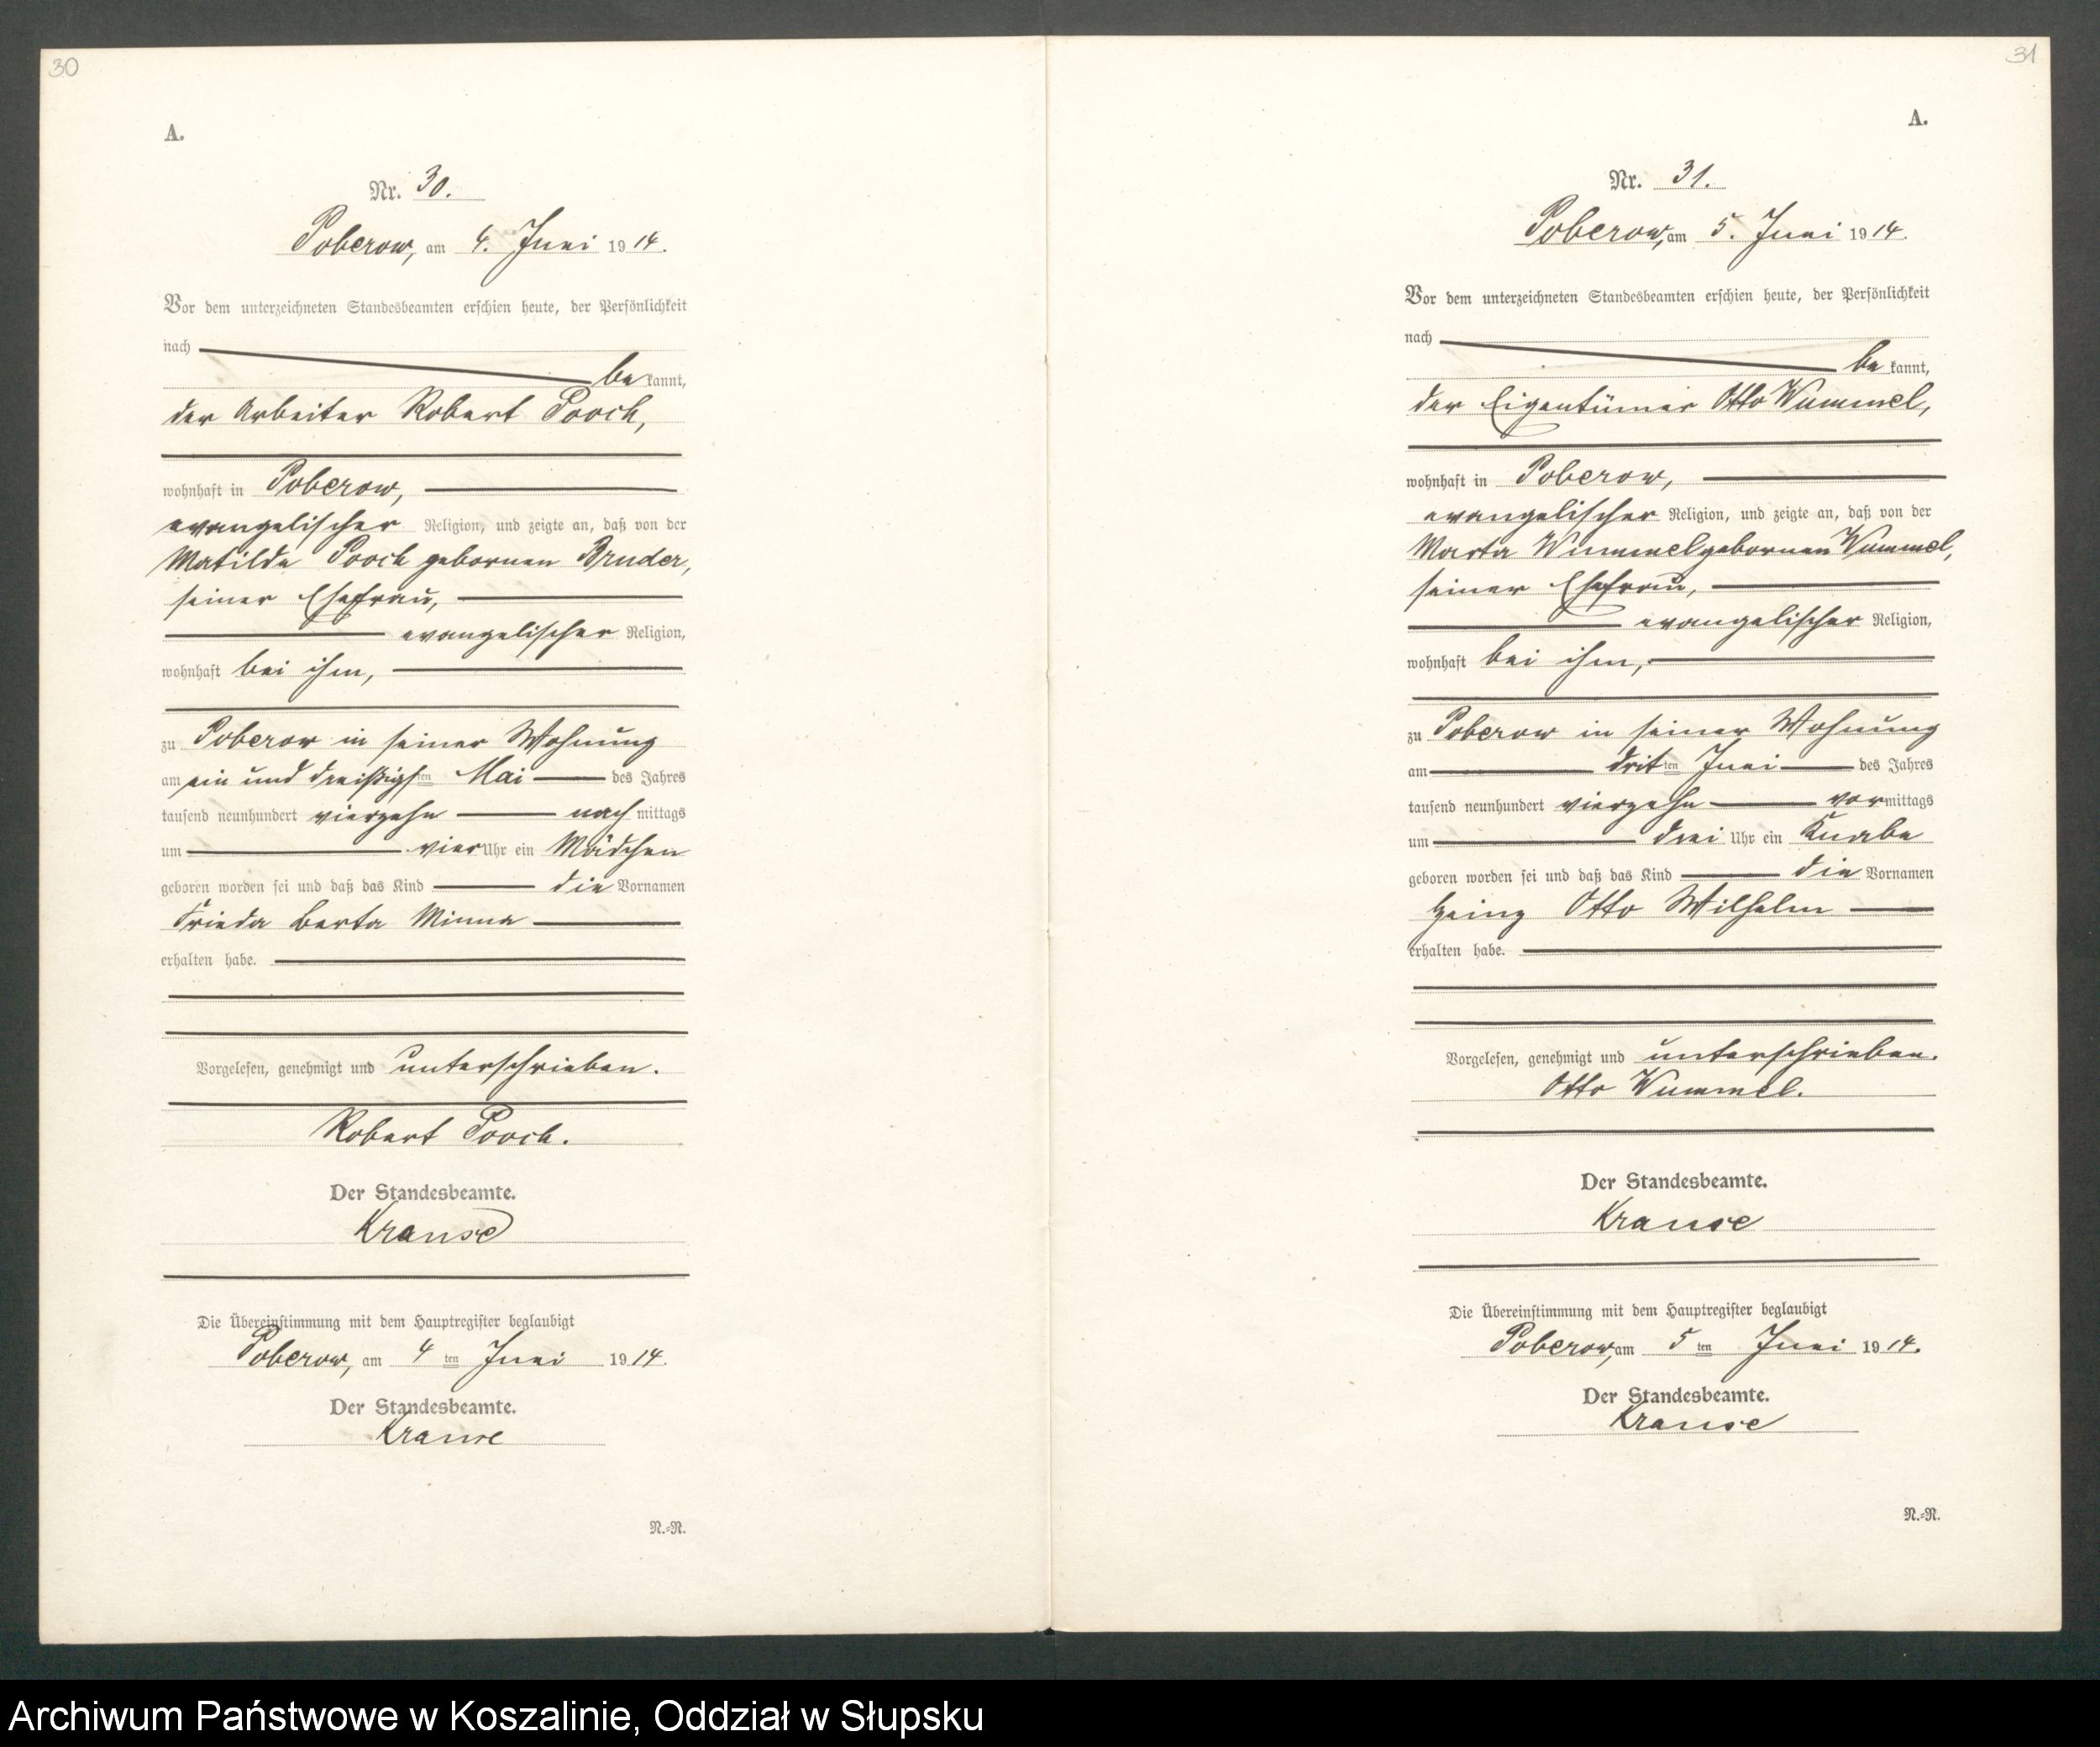 30
A.
Nr. 30.
Poberow, am 4. Juni 1914.
Vor dem unterzeichneten Standesbeamten erschien heute, der Persönlichkeit
nach
bekannt,
der Arbeiter Robert Pooch,
wohnhaft in Poberow,
evangelischer Religion, und zeigte an, daß von der
Matilde Pooch gebornen Bruder,
seiner Ehefrau,
evangelischer Religion,
wohnhaft bei ihm,
zu Poberow in seiner Wohnung
am ein und dreißigsten Mai des Jahres
tausend neunhundert vierzehn nachmittags
um vier Uhr ein Mädchen
geboren worden sei und daß das Kind die Vornamen
Frieda Berta Minna
erhalten habe.
Vorgelesen, genehmigt und unterschrieben.
Robert Pooch.
Der Standesbeamte.
Krause
Die Übereinstimmung mit dem Hauptregister beglaubigt
Poberow, am 4ten Juni 1914.
Der Standesbeamte.
Krause
N.=R.
31
A.
Nr. 31.
Poberow, am 5. Juni 1914.
Vor dem unterzeichneten Standesbeamten erschien heute, der Persönlichkeit
nach
bekannt,
der Eigentümer Otto Wummel,
wohnhaft in Poberow,
evangelischer Religion, und zeigte an, daß von der
Marta Wummel gebornen Wummel,
seiner Ehefrau,
evangelischer Religion,
wohnhaft bei ihm,
zu Poberow in seiner Wohnung
am dritten Juni des Jahres
tausend neunhundert vierzehn vormittags
um drei Uhr ein Knabe
geboren worden sei und daß das Kind die Vornamen
Heinz Otto Wilhelm
erhalten habe.
Vorgelesen, genehmigt und unterschrieben.
Otto Wummel.
Der Standesbeamte.
Krause
Die Übereinstimmung mit dem Hauptregister beglaubigt
Poberow, am 5ten Juni 1914.
Der Standesbeamte.
Krause
N.=R.
Archiwum Państwowe w Koszalinie, Oddział w Słupsku